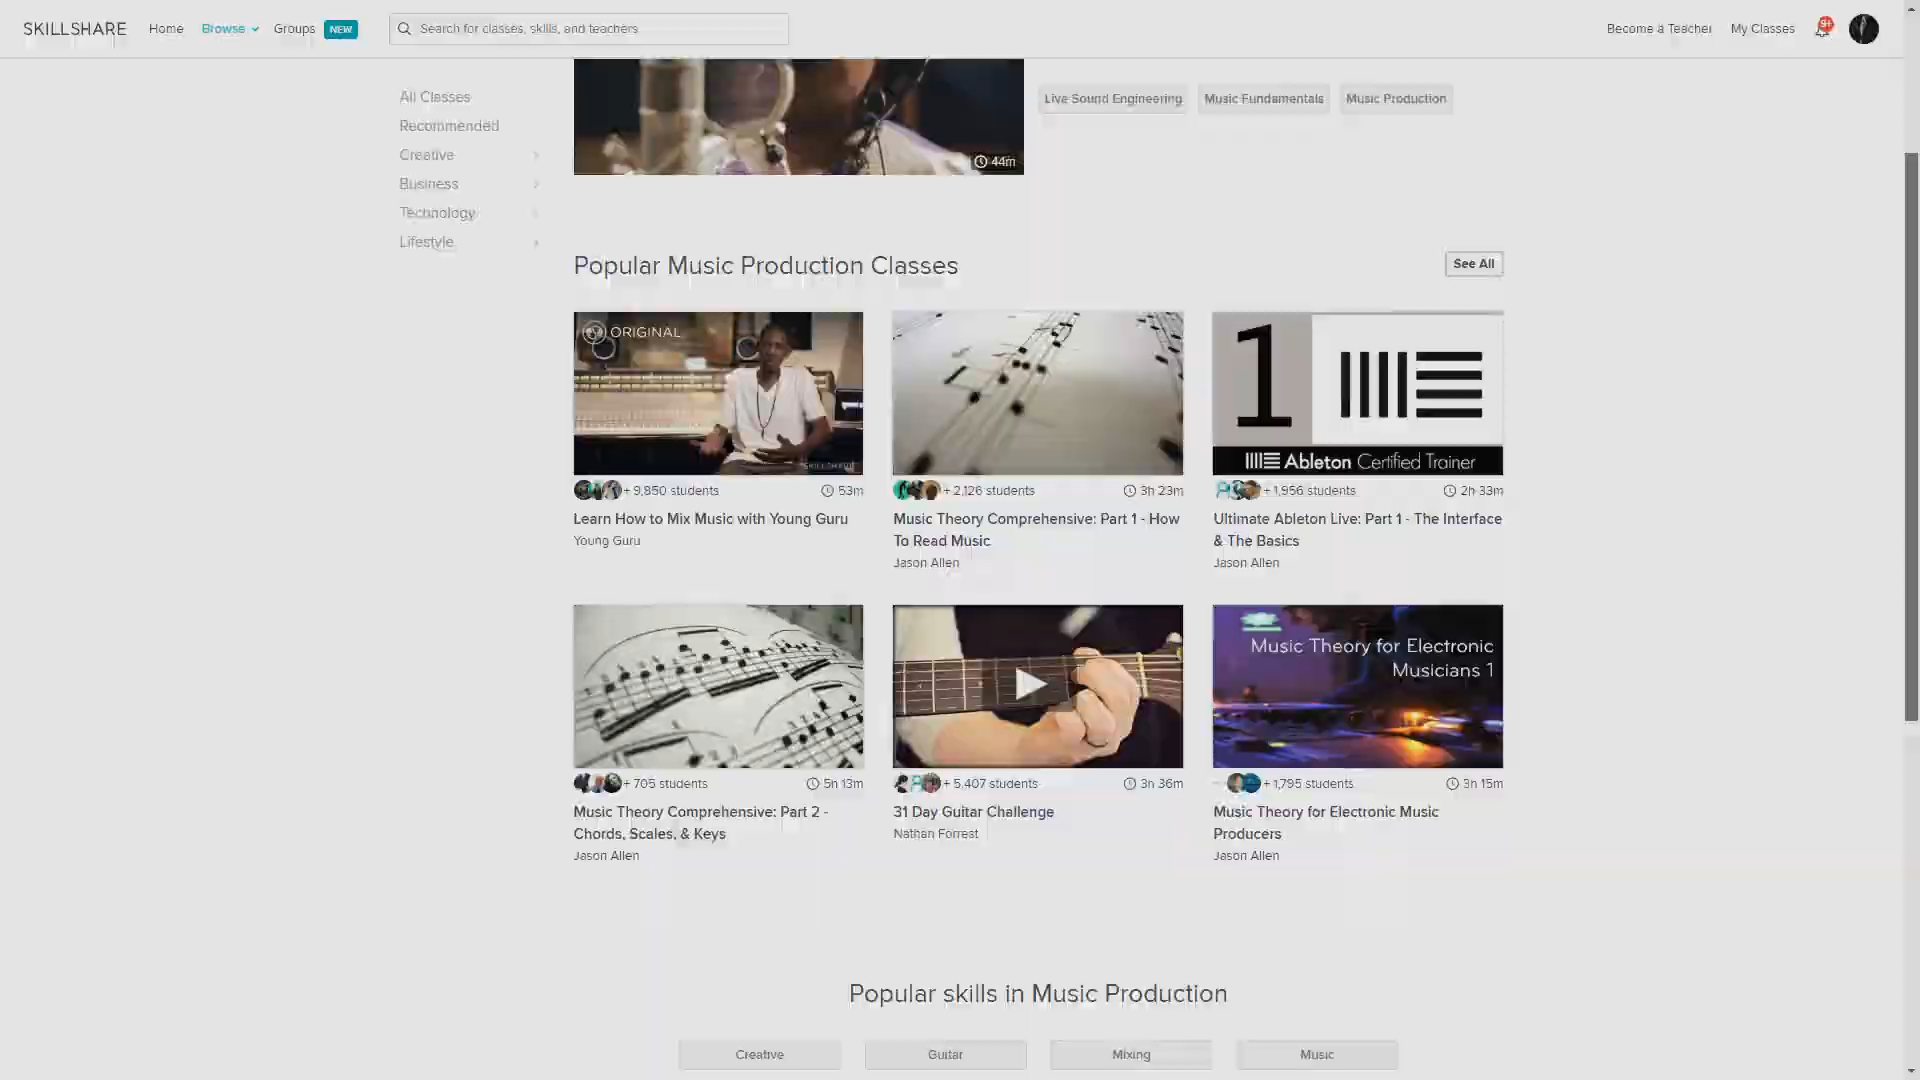 SKILLSHARE
Home
Browse
Groups
NEW
Search for classes, skills, and teachers
Become a Teacher
My Classes
9+
All Classes
Recommended
Creative
Business
Technology
Lifestyle
44m
Live Sound Engineering
Music Fundamentals
Music Production
Popular Music Production Classes
See All
ORIGINAL
SKILLSHARE
+ 9,850 students
53m
Learn How to Mix Music with Young Guru
Young Guru
+ 2,126 students
3h 23m
Music Theory Comprehensive: Part 1 - How
To Read Music
Jason Allen
1
Ableton Certified Trainer
+ 1,956 students
2h 33m
Ultimate Ableton Live: Part 1 - The Interface
& The Basics
Jason Allen
+ 705 students
5h 13m
Music Theory Comprehensive: Part 2 -
Chords, Scales, & Keys
Jason Allen
+ 5,407 students
3h 36m
31 Day Guitar Challenge
Nathan Forrest
Music Theory for Electronic
Musicians 1
+ 1,795 students
3h 15m
Music Theory for Electronic Music
Producers
Jason Allen
Popular skills in Music Production
Creative
Guitar
Mixing
Music